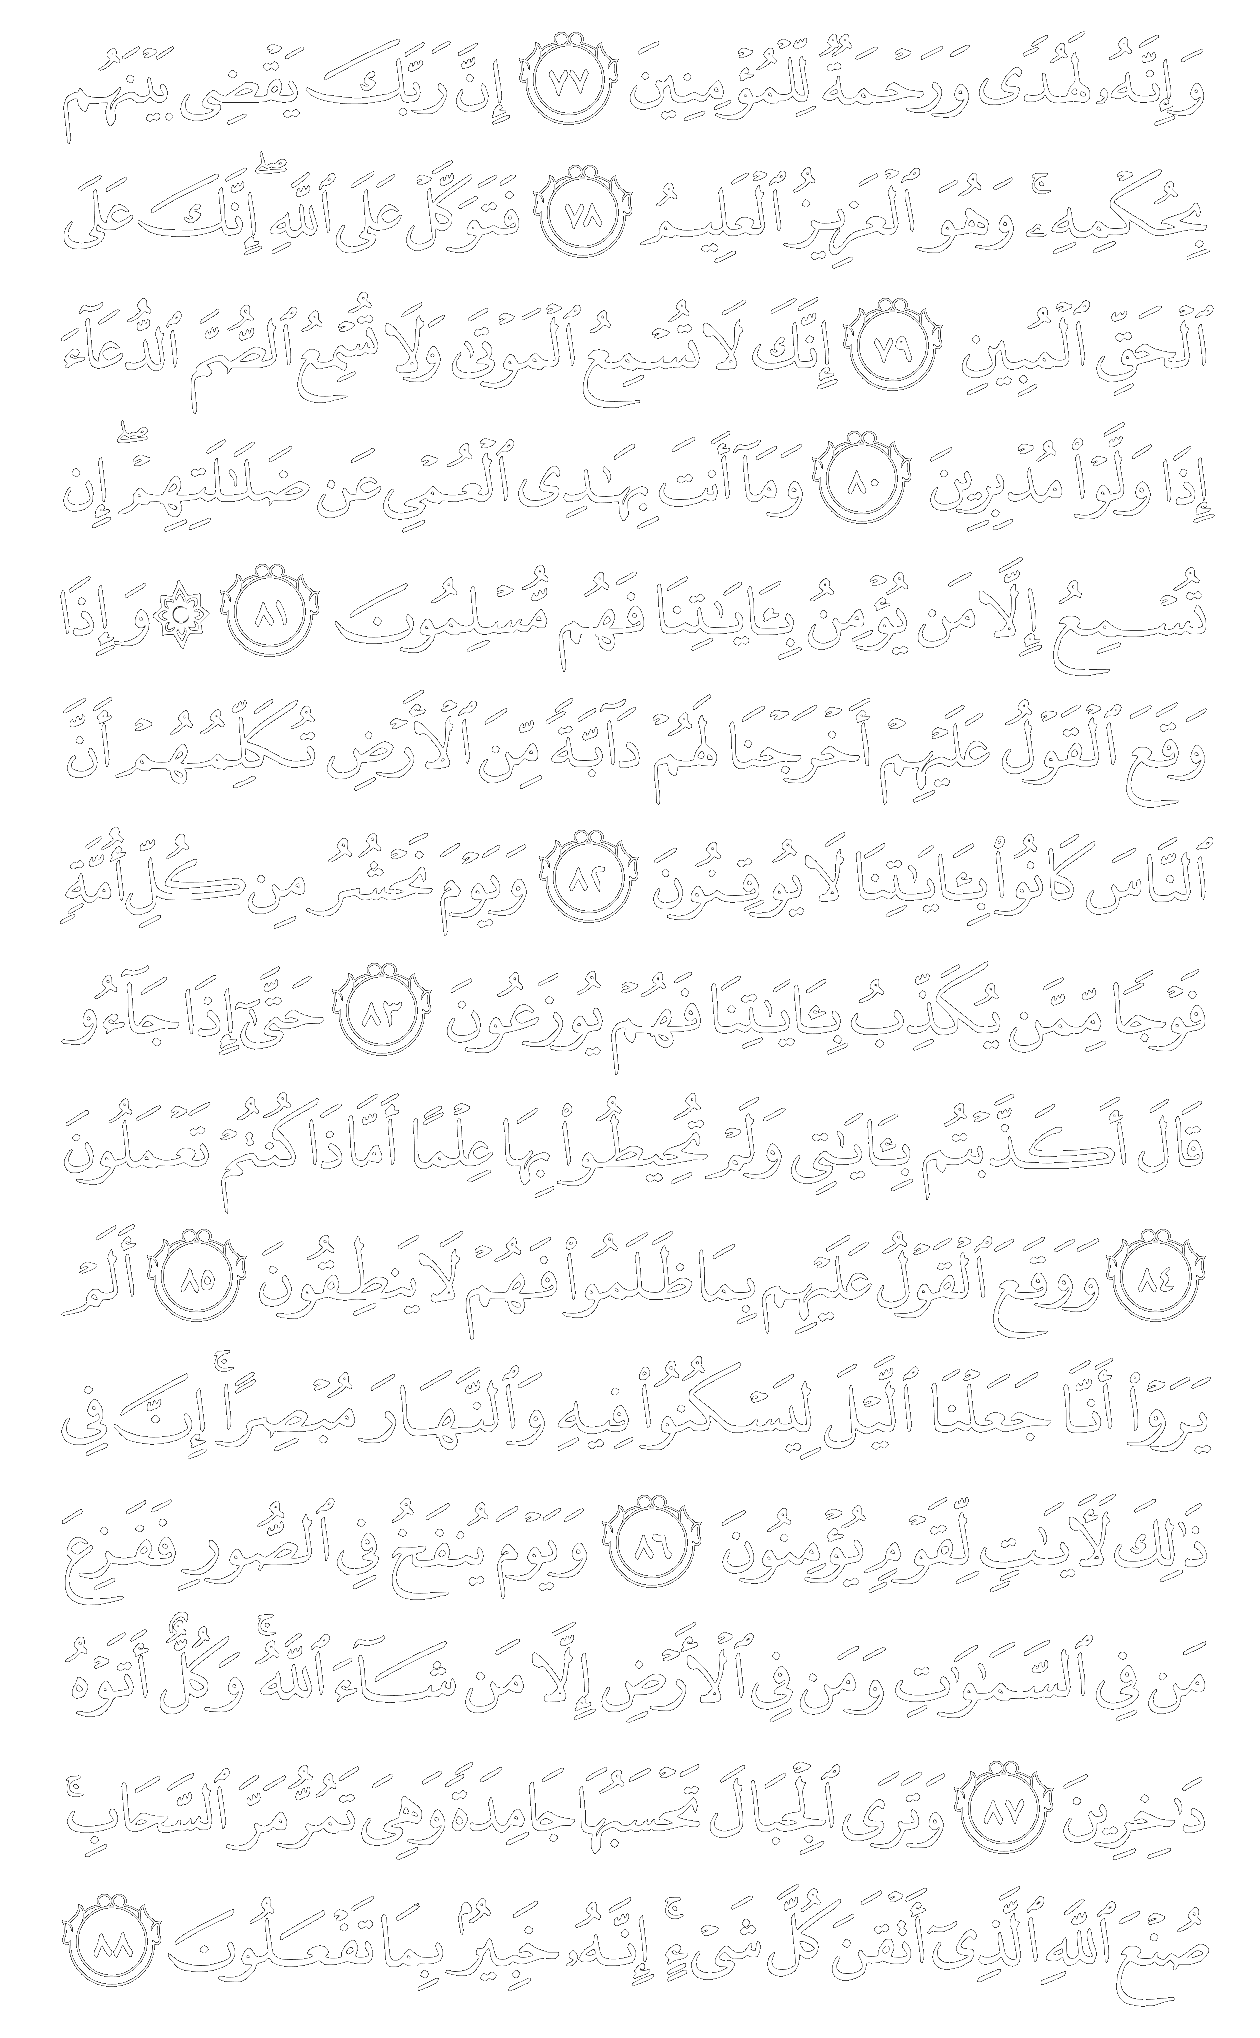 وَإِنَّهُۥ لَهُدًى وَرَحْمَةٌ لِّلْمُؤْمِنِينَ ٧٧ إِنَّ رَبَّكَ يَقْضِى بَيْنَهُم
بِحُكْمِهِۦ ۚ وَهُوَ ٱلْعَزِيزُ ٱلْعَلِيمُ ٧٨ فَتَوَكَّلْ عَلَى ٱللَّهِ ۖ إِنَّكَ عَلَى
ٱلْحَقِّ ٱلْمُبِينِ ٧٩ إِنَّكَ لَا تُسْمِعُ ٱلْمَوْتَىٰ وَلَا تُسْمِعُ ٱلصُّمَّ ٱلدُّعَآءَ
إِذَا وَلَّوْا۟ مُدْبِرِينَ ٨٠ وَمَآ أَنتَ بِهَـٰدِى ٱلْعُمْىِ عَن ضَلَـٰلَتِهِمْ ۖ إِن
تُسْمِعُ إِلَّا مَن يُؤْمِنُ بِـَٔايَـٰتِنَا فَهُم مُّسْلِمُونَ ٨١ ۞ وَإِذَا
وَقَعَ ٱلْقَوْلُ عَلَيْهِمْ أَخْرَجْنَا لَهُمْ دَآبَّةً مِّنَ ٱلْأَرْضِ تُكَلِّمُهُمْ أَنَّ
ٱلنَّاسَ كَانُوا۟ بِـَٔايَـٰتِنَا لَا يُوقِنُونَ ٨٢ وَيَوْمَ نَحْشُرُ مِن كُلِّ أُمَّةٍ
فَوْجًا مِّمَّن يُكَذِّبُ بِـَٔايَـٰتِنَا فَهُمْ يُوزَعُونَ ٨٣ حَتَّىٰٓ إِذَا جَآءُو
قَالَ أَكَذَّبْتُم بِـَٔايَـٰتِى وَلَمْ تُحِيطُوا۟ بِهَا عِلْمًا أَمَّاذَا كُنتُمْ تَعْمَلُونَ
٨٤ وَوَقَعَ ٱلْقَوْلُ عَلَيْهِم بِمَا ظَلَمُوا۟ فَهُمْ لَا يَنطِقُونَ ٨٥ أَلَمْ
يَرَوْا۟ أَنَّا جَعَلْنَا ٱلَّيْلَ لِيَسْكُنُوا۟ فِيهِ وَٱلنَّهَارَ مُبْصِرًا ۚ إِنَّ فِى
ذَٰلِكَ لَـَٔايَـٰتٍ لِّقَوْمٍ يُؤْمِنُونَ ٨٦ وَيَوْمَ يُنفَخُ فِى ٱلصُّورِ فَفَزِعَ
مَن فِى ٱلسَّمَـٰوَٰتِ وَمَن فِى ٱلْأَرْضِ إِلَّا مَن شَآءَ ٱللَّهُ ۚ وَكُلٌّ أَتَوْهُ
دَٰخِرِينَ ٨٧ وَتَرَى ٱلْجِبَالَ تَحْسَبُهَا جَامِدَةً وَهِىَ تَمُرُّ مَرَّ ٱلسَّحَابِ ۚ
صُنْعَ ٱللَّهِ ٱلَّذِىٓ أَتْقَنَ كُلَّ شَىْءٍ ۚ إِنَّهُۥ خَبِيرٌۢ بِمَا تَفْعَلُونَ ٨٨